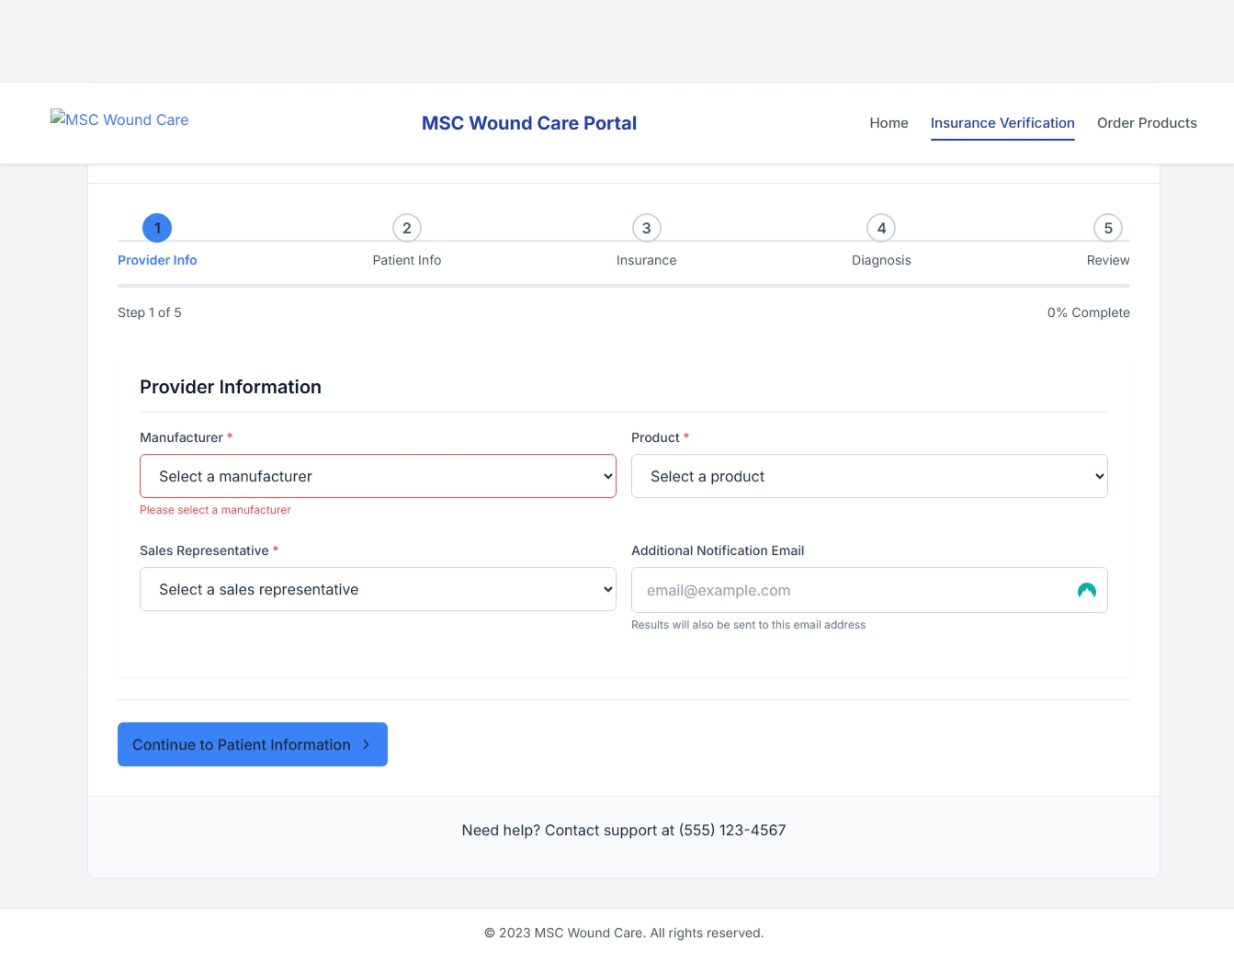 MSC Wound Care
MSC Wound Care Portal
Home Insurance Verification Order Products
1 2 3 4 5
Provider Info Patient Info Insurance Diagnosis Review
Step 1 of 5 0% Complete
Provider Information
Manufacturer * Product *
Select a manufacturer Select a product
Please select a manufacturer
Sales Representative * Additional Notification Email
Select a sales representative email@example.com
Results will also be sent to this email address
Continue to Patient Information
Need help? Contact support at (555) 123-4567
© 2023 MSC Wound Care. All rights reserved.